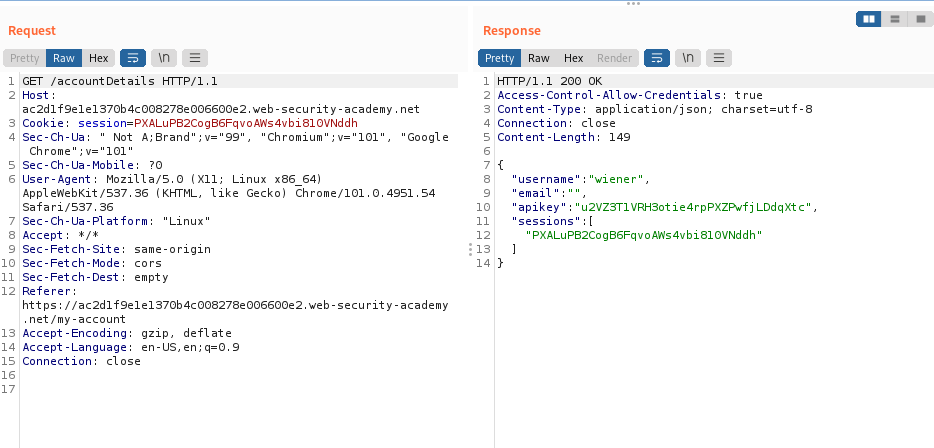 Request
Response
Pretty Raw Hex \n
Pretty Raw Hex Render \n
1 GET /accountDetails HTTP/1.1
2 Host:
ac2d1f9e1e1370b4c008278e006600e2.web-security-academy.net
3 Cookie: session=PXALuPB2CogB6FqvoAWs4vbi810VNddh
4 Sec-Ch-Ua: " Not A;Brand";v="99", "Chromium";v="101", "Google
Chrome";v="101"
5 Sec-Ch-Ua-Mobile: ?0
6 User-Agent: Mozilla/5.0 (X11; Linux x86_64)
AppleWebKit/537.36 (KHTML, like Gecko) Chrome/101.0.4951.54
Safari/537.36
7 Sec-Ch-Ua-Platform: "Linux"
8 Accept: */*
9 Sec-Fetch-Site: same-origin
10 Sec-Fetch-Mode: cors
11 Sec-Fetch-Dest: empty
12 Referer:
https://ac2d1f9e1e1370b4c008278e006600e2.web-security-academy
.net/my-account
13 Accept-Encoding: gzip, deflate
14 Accept-Language: en-US,en;q=0.9
15 Connection: close
16
17
1 HTTP/1.1 200 OK
2 Access-Control-Allow-Credentials: true
3 Content-Type: application/json; charset=utf-8
4 Connection: close
5 Content-Length: 149
6
7 {
8 "username":"wiener",
9 "email":"",
10 "apikey":"u2VZ3T1VRH3otie4rpPXZPwfjLDdqXtc",
11 "sessions":[
12 "PXALuPB2CogB6FqvoAWs4vbi810VNddh"
13 ]
14 }